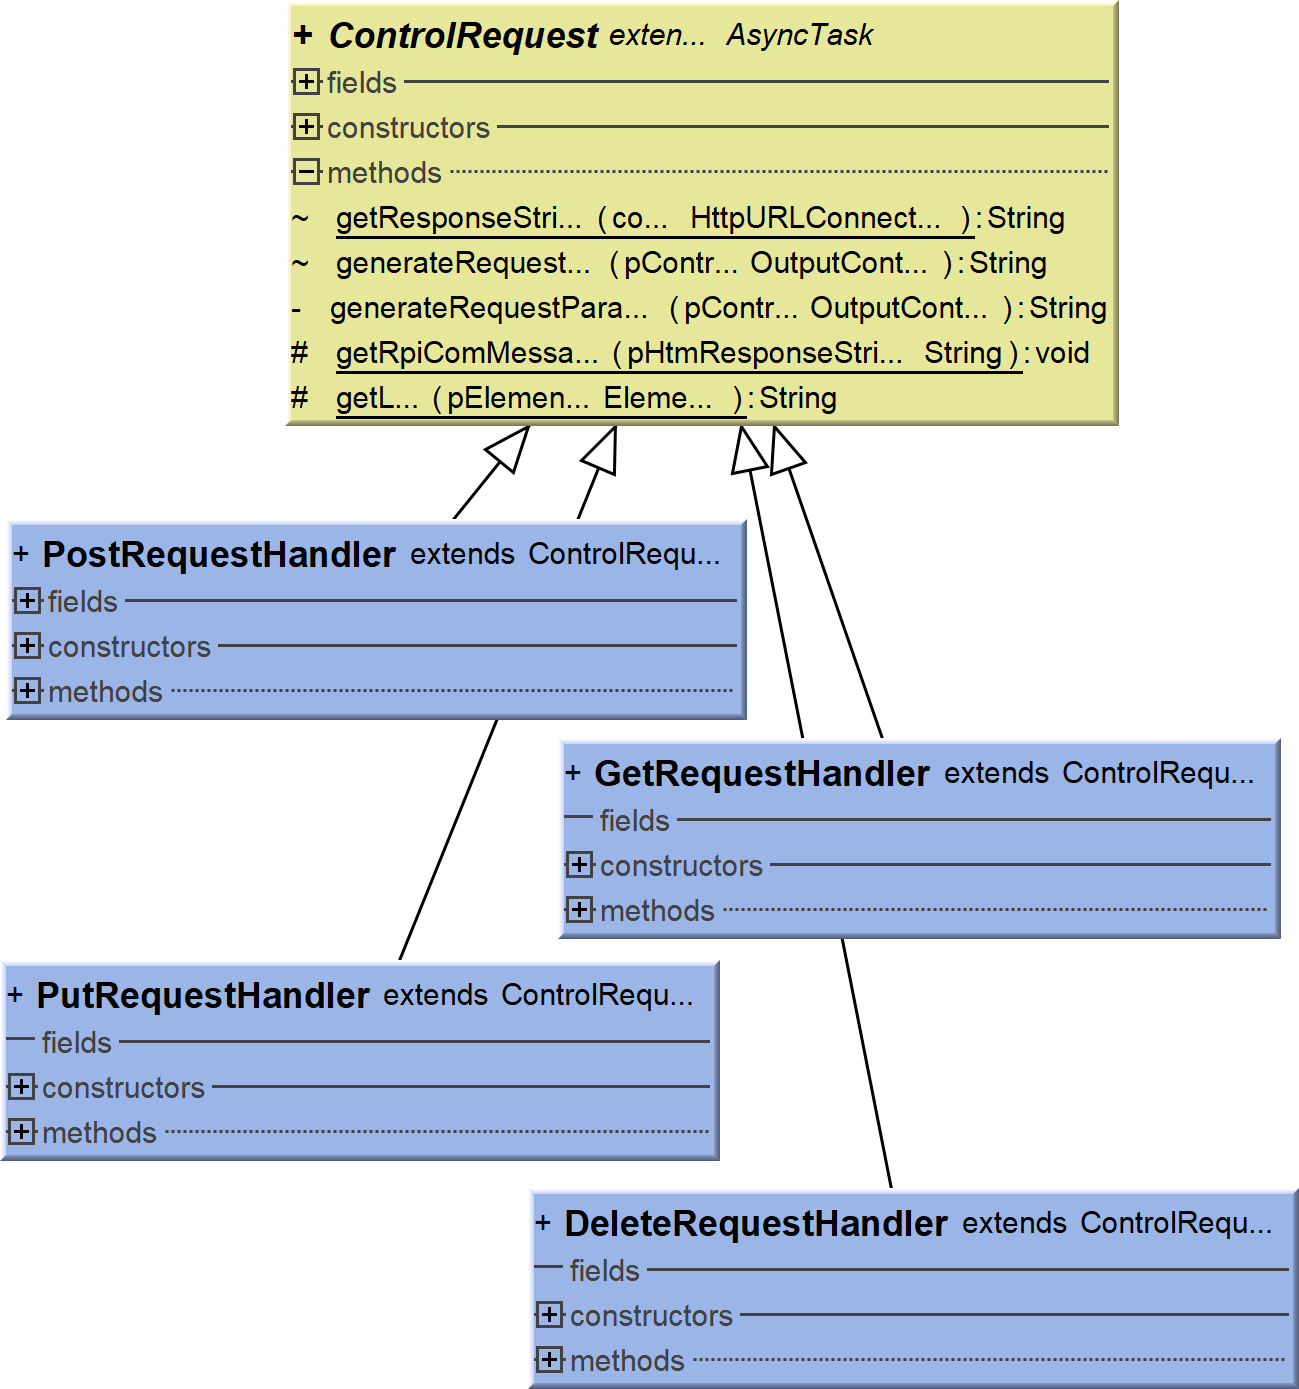 + ControlRequest exten... AsyncTask
+ fields
+ constructors
- methods
~ getResponseStri... (co... HttpURLConnect... ):String
~ generateRequest... (pContr... OutputCont... ):String
- generateRequestPara... (pContr... OutputCont... ):String
# getRpiComMessa... (pHtmResponseStri... String):void
# getL... (pElemen... Eleme... ):String
+ PostRequestHandler extends ControlRequ...
+ fields
+ constructors
+ methods
+ GetRequestHandler extends ControlRequ...
fields
+ constructors
+ methods
+ PutRequestHandler extends ControlRequ...
fields
+ constructors
+ methods
+ DeleteRequestHandler extends ControlRequ...
fields
+ constructors
+ methods